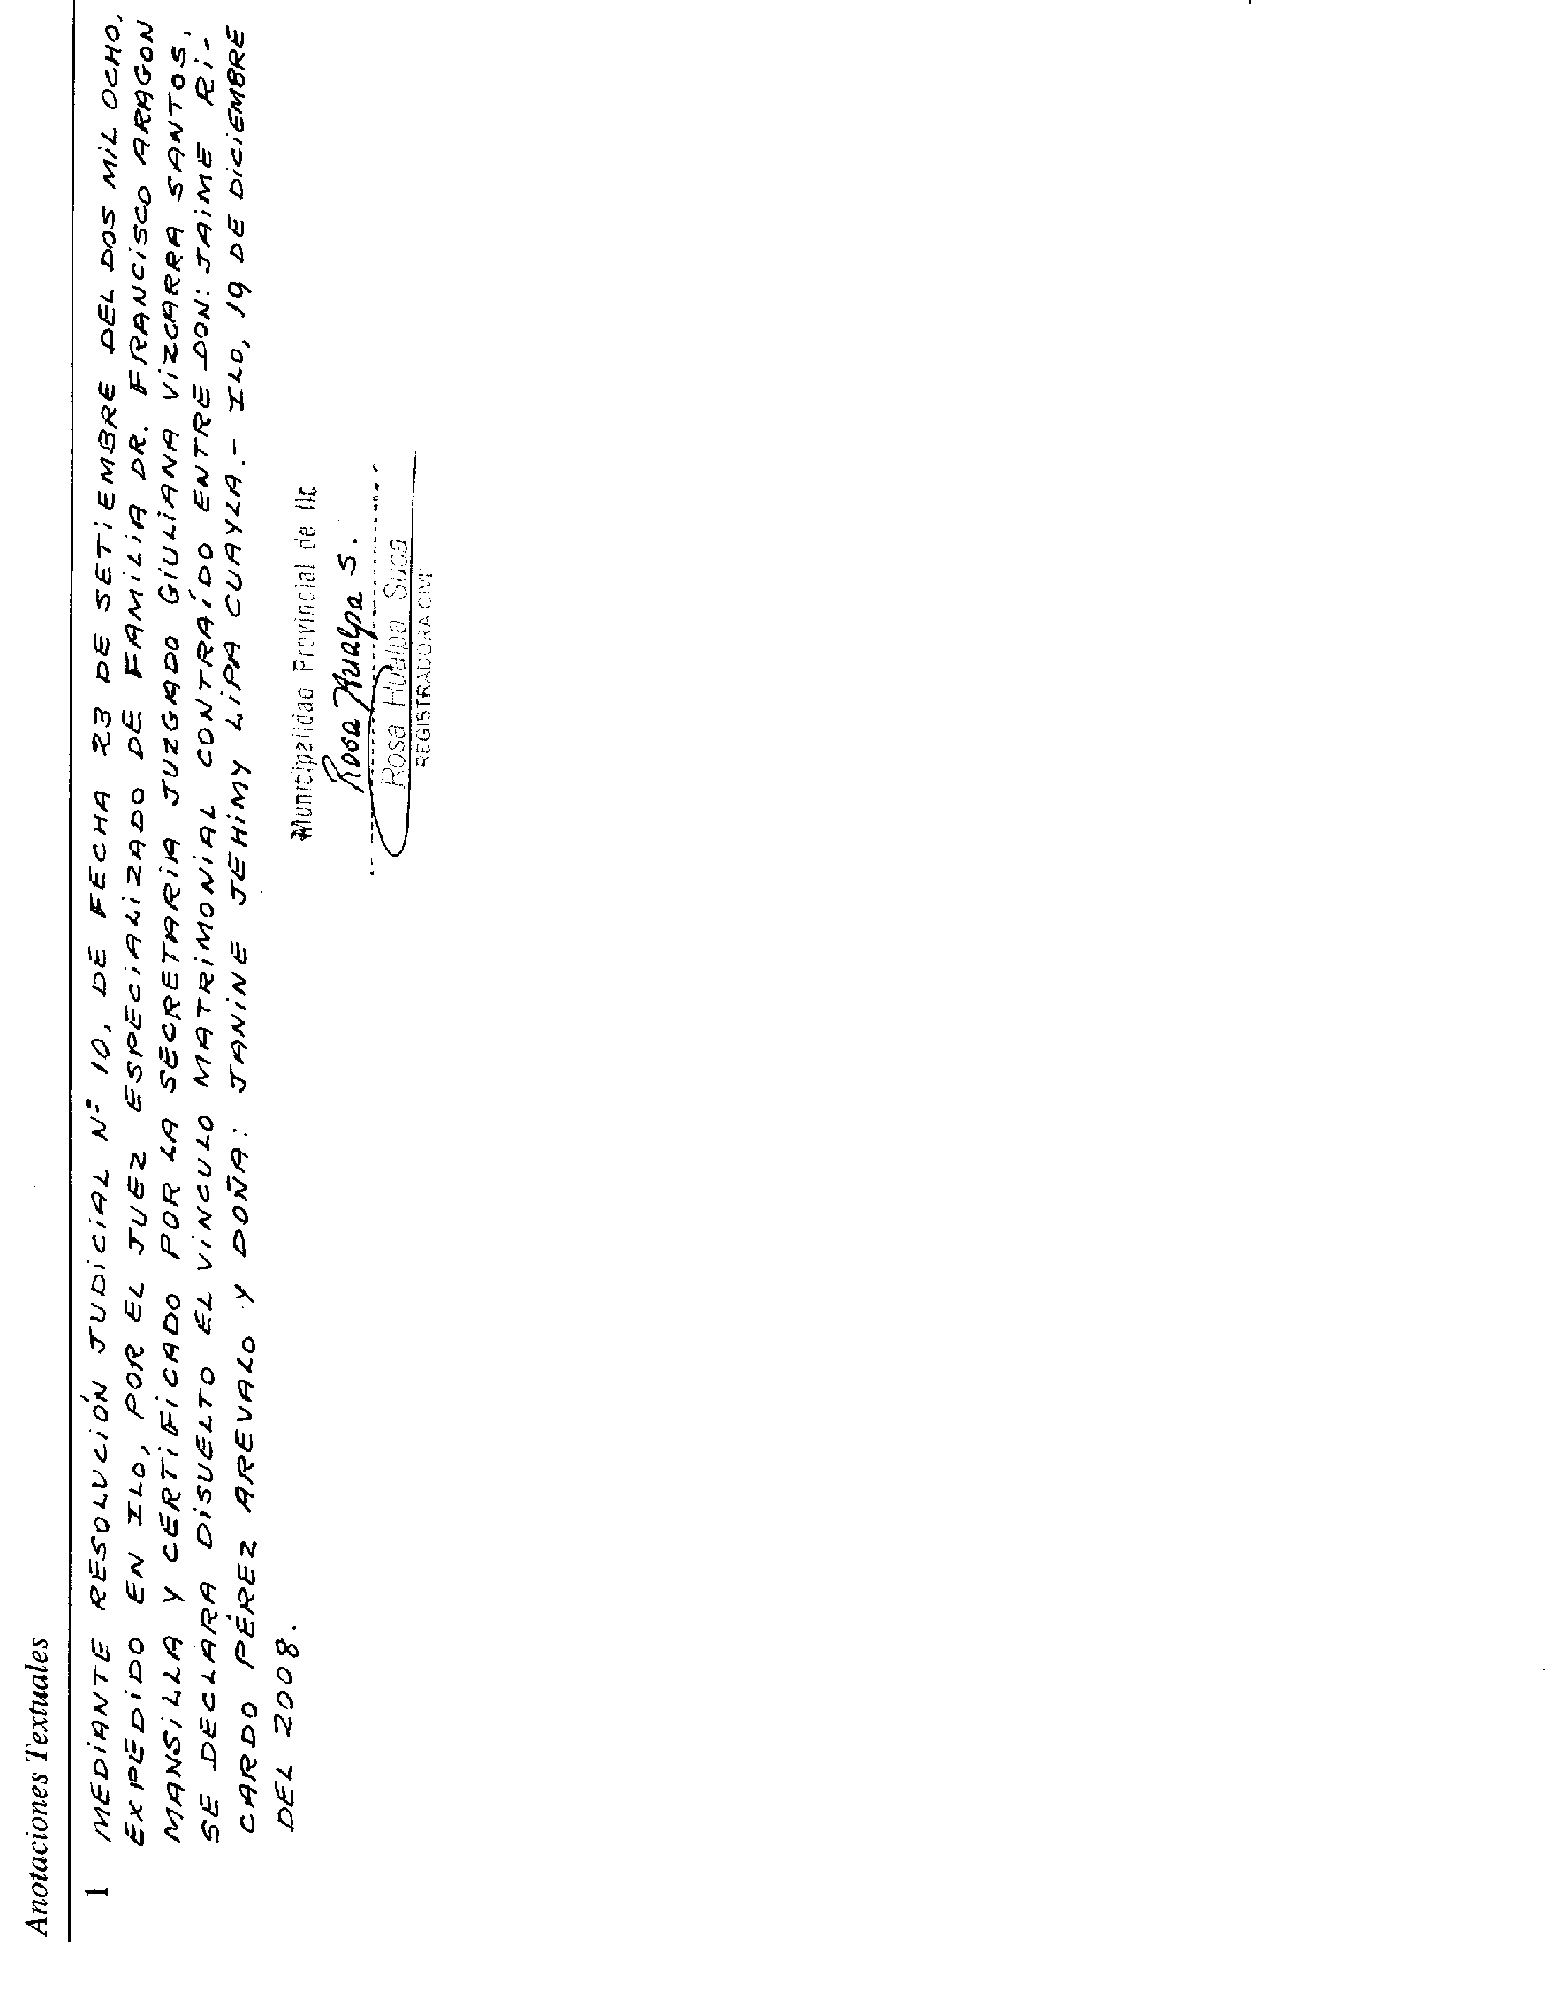 Anotaciones Textuales
1 MEDIANTE RESOLUCIÓN JUDICIAL Nº 10, DE FECHA 23 DE SETIEMBRE DEL DOS MIL OCHO,
EXPEDIDO EN ILO, POR EL JUEZ ESPECIALIZADO DE FAMILIA DR. FRANCISCO ARAGON
MANSILLA Y CERTIFICADO POR LA SECRETARIA JUZGADO GIULIANA VIZCARRA SANTOS,
SE DECLARA DISUELTO EL VINCULO MATRIMONIAL CONTRAÍDO ENTRE DON: JAIME RI-
CARDO PÉREZ AREVALO Y DOÑA: JANINE JEHIMY LIPA CUAYLA.- ILO, 19 DE DICIEMBRE
DEL 2008.
Municipalidad Provincial de Ilo
Rosa Hualpa S.
Rosa Hualpa Suca
REGISTRADORA CIVIL